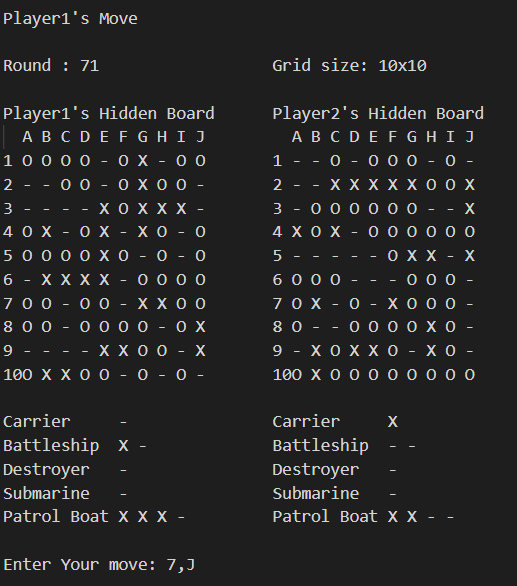 Player1's Move
Round : 71 Grid size: 10x10
Player1's Hidden Board Player2's Hidden Board
A B C D E F G H I J A B C D E F G H I J
1 O O O O - O X - O O 1 - - O - O O O - O -
2 - - O O - O X O O - 2 - - X X X X X O O X
3 - - - - X O X X X - 3 - O O O O O O - - X
4 O X - O X - X O - O 4 X O X - O O O O O O
5 O O O O X O - O - O 5 - - - - - O X X - X
6 - X X X X - O O O O 6 O O O - - - O O O -
7 O O - O O - X X O O 7 O X - O - X O O O -
8 O O - O O O O - O X 8 O - - O O O O X O -
9 - - - - X X O O - X 9 - X O X X O - X O -
10O X X O O - O - O - 10O X O O O O O O O O
Carrier - Carrier X
Battleship X - Battleship - -
Destroyer - Destroyer -
Submarine - Submarine -
Patrol Boat X X X - Patrol Boat X X - -
Enter Your move: 7,J